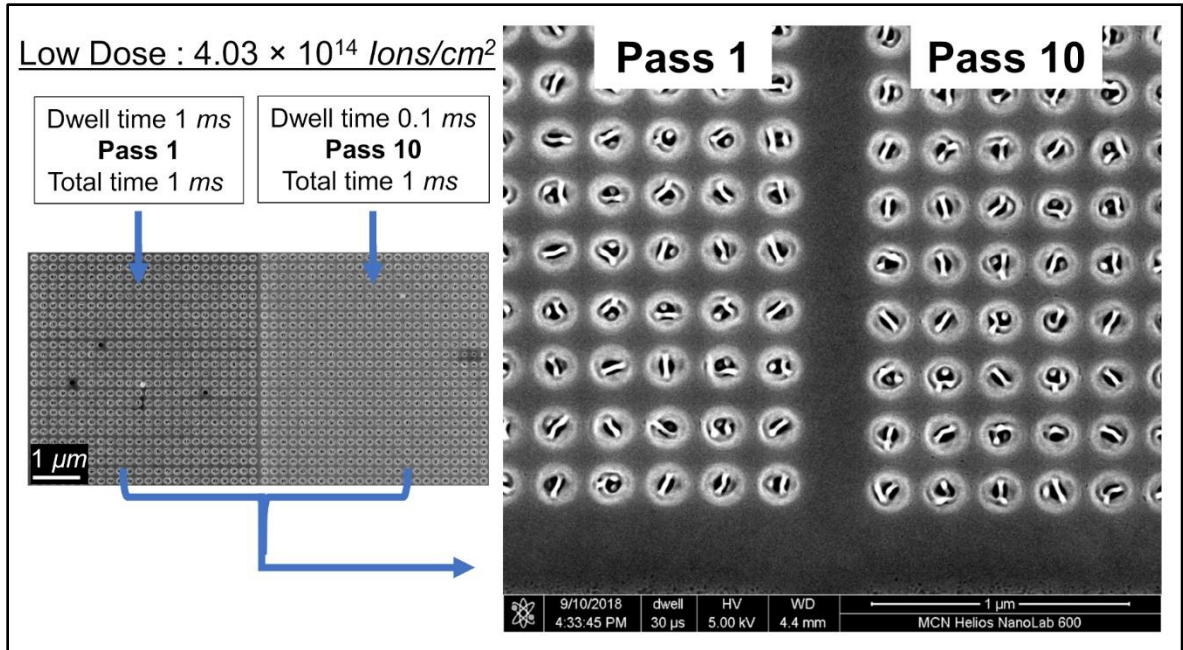 Low Dose : 4.03 × 10¹⁴ Ions/cm²
Dwell time 1 ms
Pass 1
Total time 1 ms
Dwell time 0.1 ms
Pass 10
Total time 1 ms
1 µm
Pass 1
Pass 10
9/10/2018
4:33:45 PM
dwell
30 µs
HV
5.00 kV
WD
4.4 mm
1 µm
MCN Helios NanoLab 600